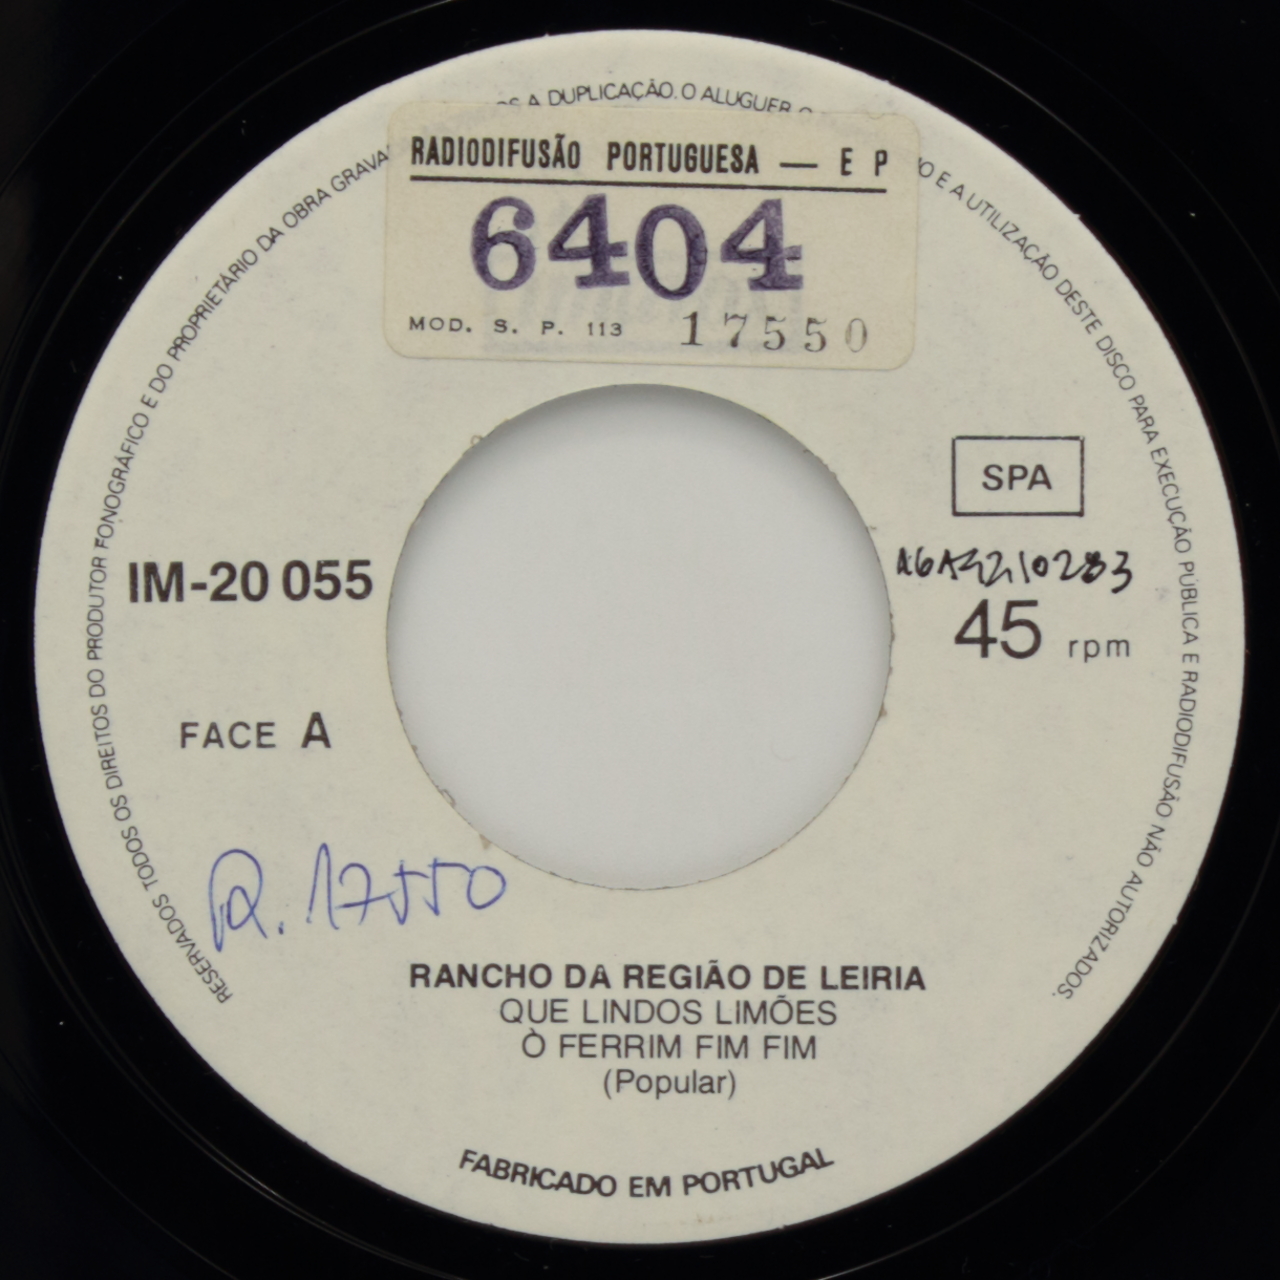 RESERVADOS TODOS OS DIREITOS DO PRODUTOR FONOGRÁFICO E DO PROPRIETÁRIO DA OBRA GRAVA
A DUPLICAÇÃO. O ALUGUER O
E A UTILIZAÇÃO DESTE DISCO PARA EXECUÇÃO PÚBLICA E RADIODIFUSÃO NÃO AUTORIZADOS.
RADIODIFUSÃO PORTUGUESA — E P
6404
MOD. S. P. 113 17550
SPA
IM-20 055
45 rpm
FACE A
R. 17550
RANCHO DA REGIÃO DE LEIRIA
QUE LINDOS LIMÕES
Ò FERRIM FIM FIM
(Popular)
FABRICADO EM PORTUGAL